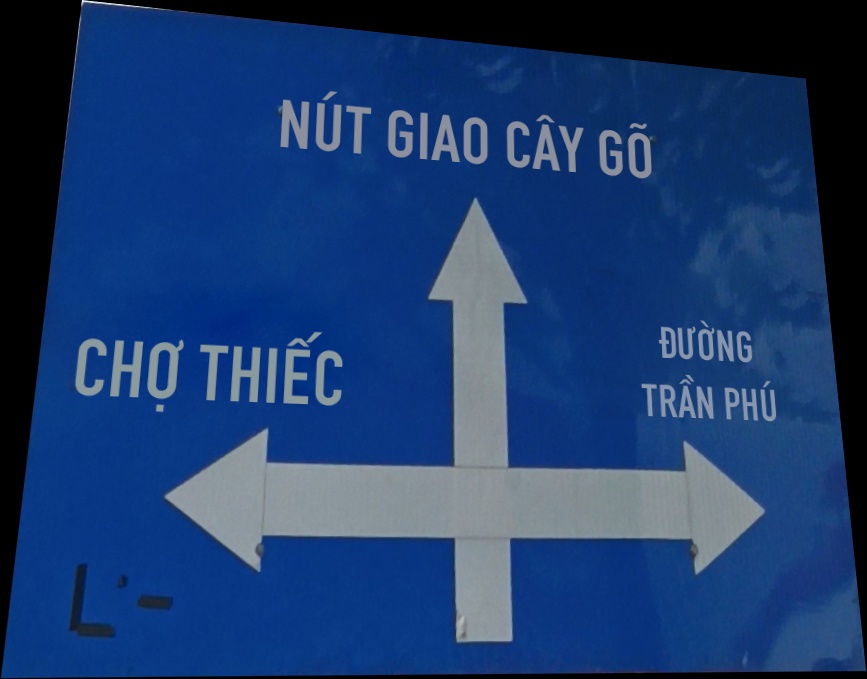 NÚT GIAO CÂY GÕ
CHỢ THIẾC
ĐƯỜNG
TRẦN PHÚ